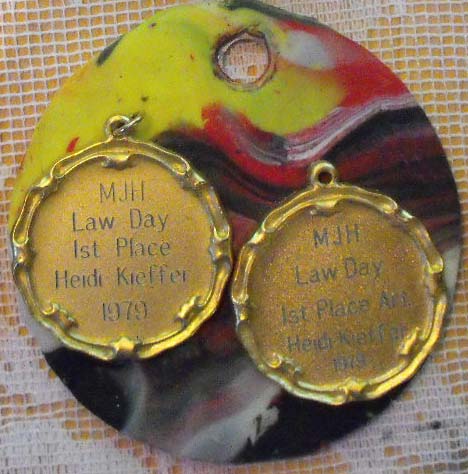 MJH
Law Day
1st Place
Heidi Kieffer
1979
MJH
Law Day
1st Place Art
Heidi Kieffer
1979